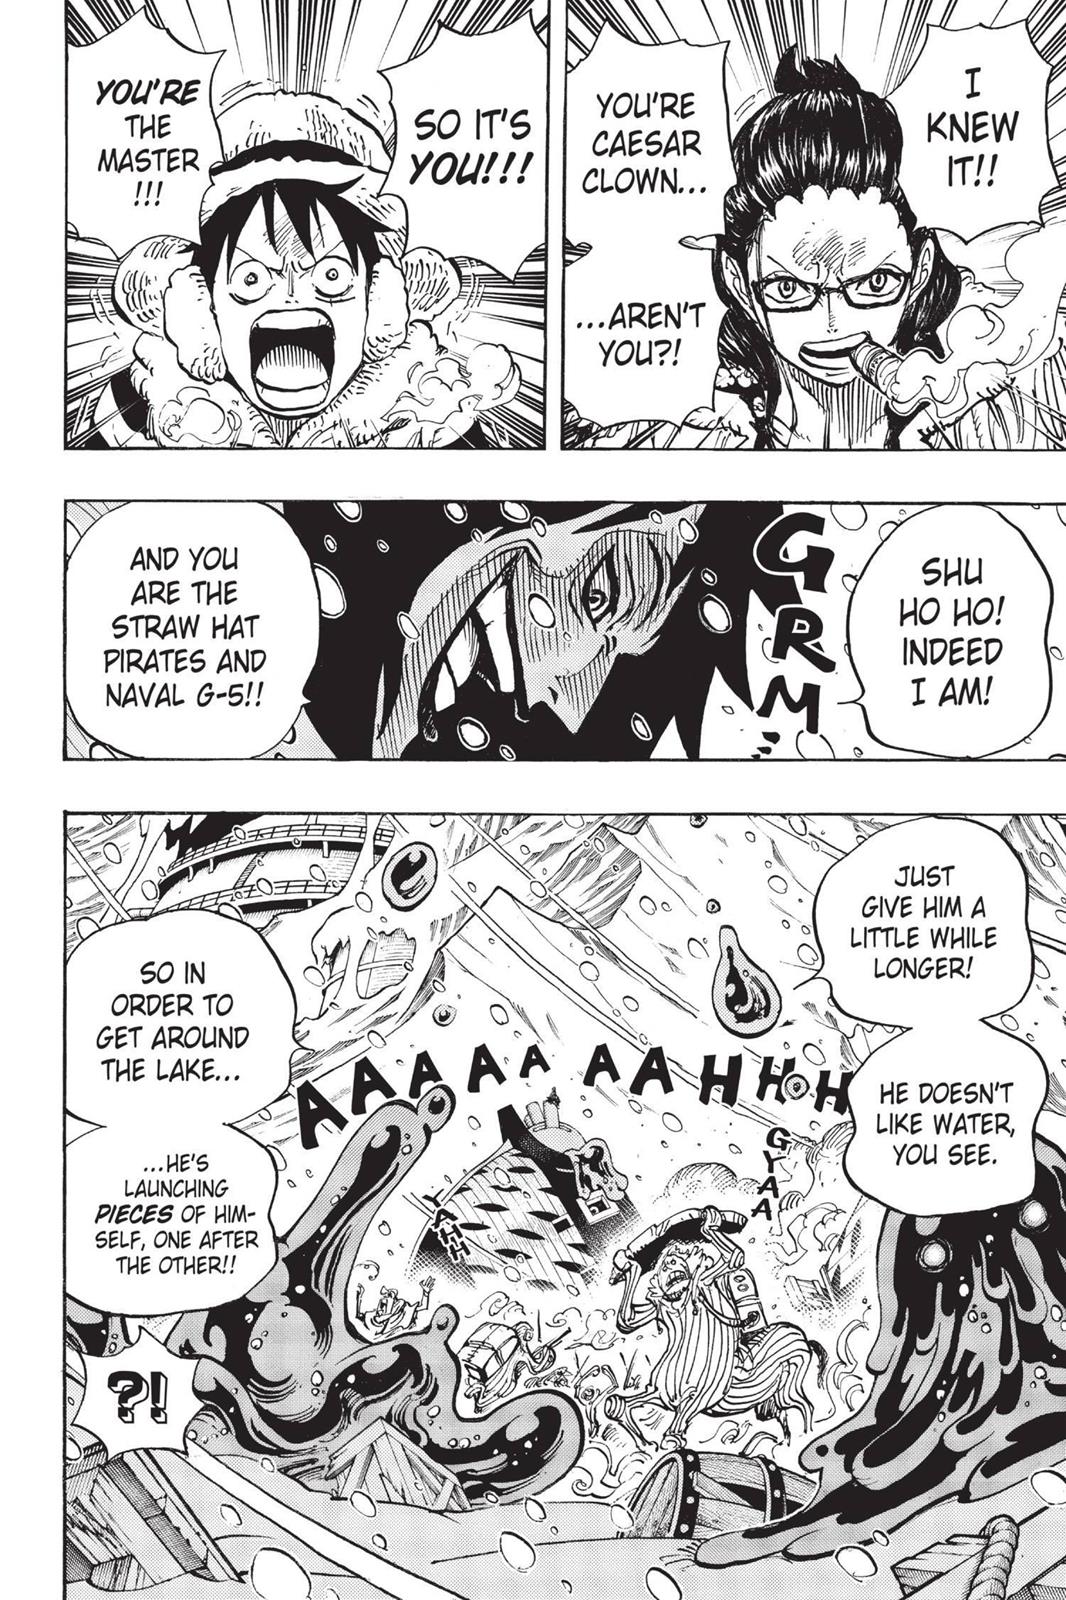 I
KNEW
IT!!
YOU'RE
CAESAR
CLOWN...
...AREN'T
YOU?!
SO IT'S
YOU!!!
YOU'RE
THE
MASTER
!!!
SHU
HO HO!
INDEED
I AM!
GRM
AND YOU
ARE THE
STRAW HAT
PIRATES AND
NAVAL G-5!!
JUST
GIVE HIM A
LITTLE WHILE
LONGER!
HE DOESN'T
LIKE WATER,
YOU SEE.
AAAAA AAHHH
GYAA
YAHH
SO IN
ORDER TO
GET AROUND
THE LAKE...
...HE'S
LAUNCHING
PIECES OF HIM-
SELF, ONE AFTER
THE OTHER!!
?!